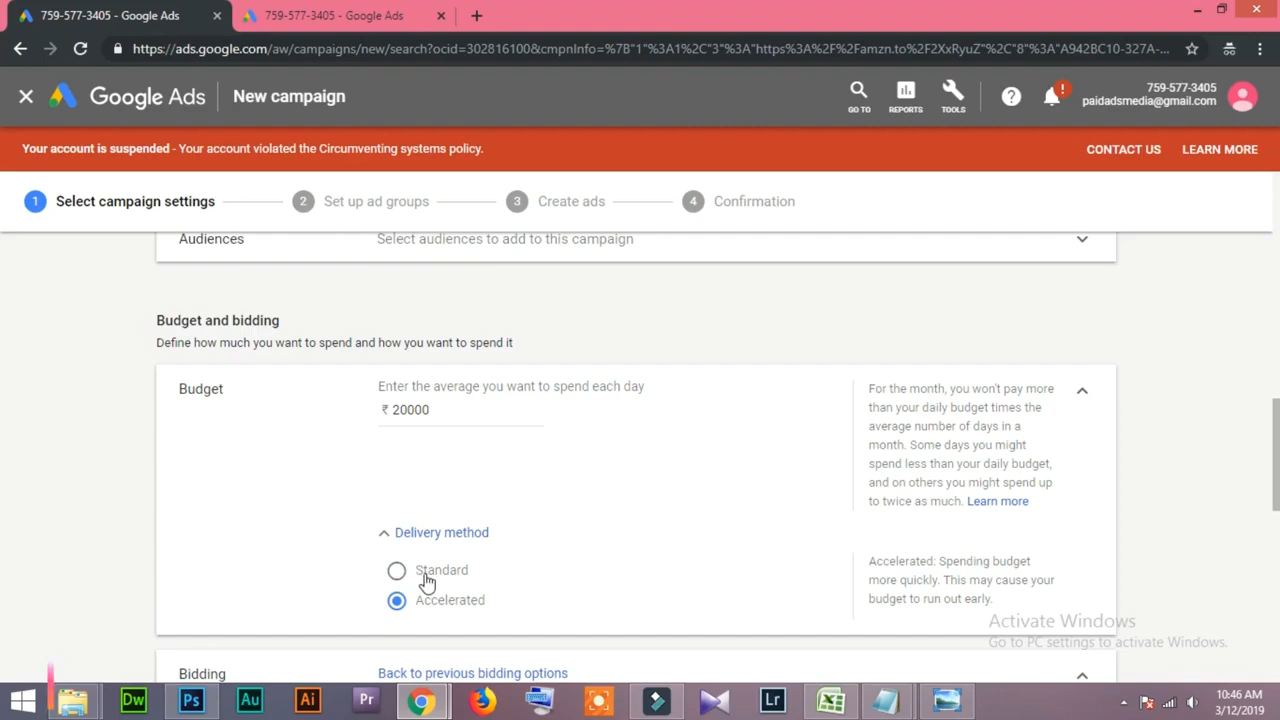 759-577-3405 - Google Ads
759-577-3405 - Google Ads
https://ads.google.com/aw/campaigns/new/search?ocid=302816100&cmpnInfo=%7B"1"%3A1%2C"3"%3A"https%3A%2F%2Famzn.to%2F2XxRyuZ"%2C"8"%3A"A942BC10-327A-...
Google Ads
New campaign
GO TO
REPORTS
TOOLS
759-577-3405
paidadsmedia@gmail.com
Your account is suspended - Your account violated the Circumventing systems policy.
CONTACT US
LEARN MORE
1 Select campaign settings
2 Set up ad groups
3 Create ads
4 Confirmation
Audiences
Select audiences to add to this campaign
Budget and bidding
Define how much you want to spend and how you want to spend it
Budget
Enter the average you want to spend each day
₹ 20000
For the month, you won't pay more
than your daily budget times the
average number of days in a
month. Some days you might
spend less than your daily budget,
and on others you might spend up
to twice as much. Learn more
Delivery method
Standard
Accelerated
Accelerated: Spending budget
more quickly. This may cause your
budget to run out early.
Activate Windows
Go to PC settings to activate Windows.
Bidding
Back to previous bidding options
Dw
Ps
Au
Ai
Pr
Lr
10:46 AM
3/12/2019